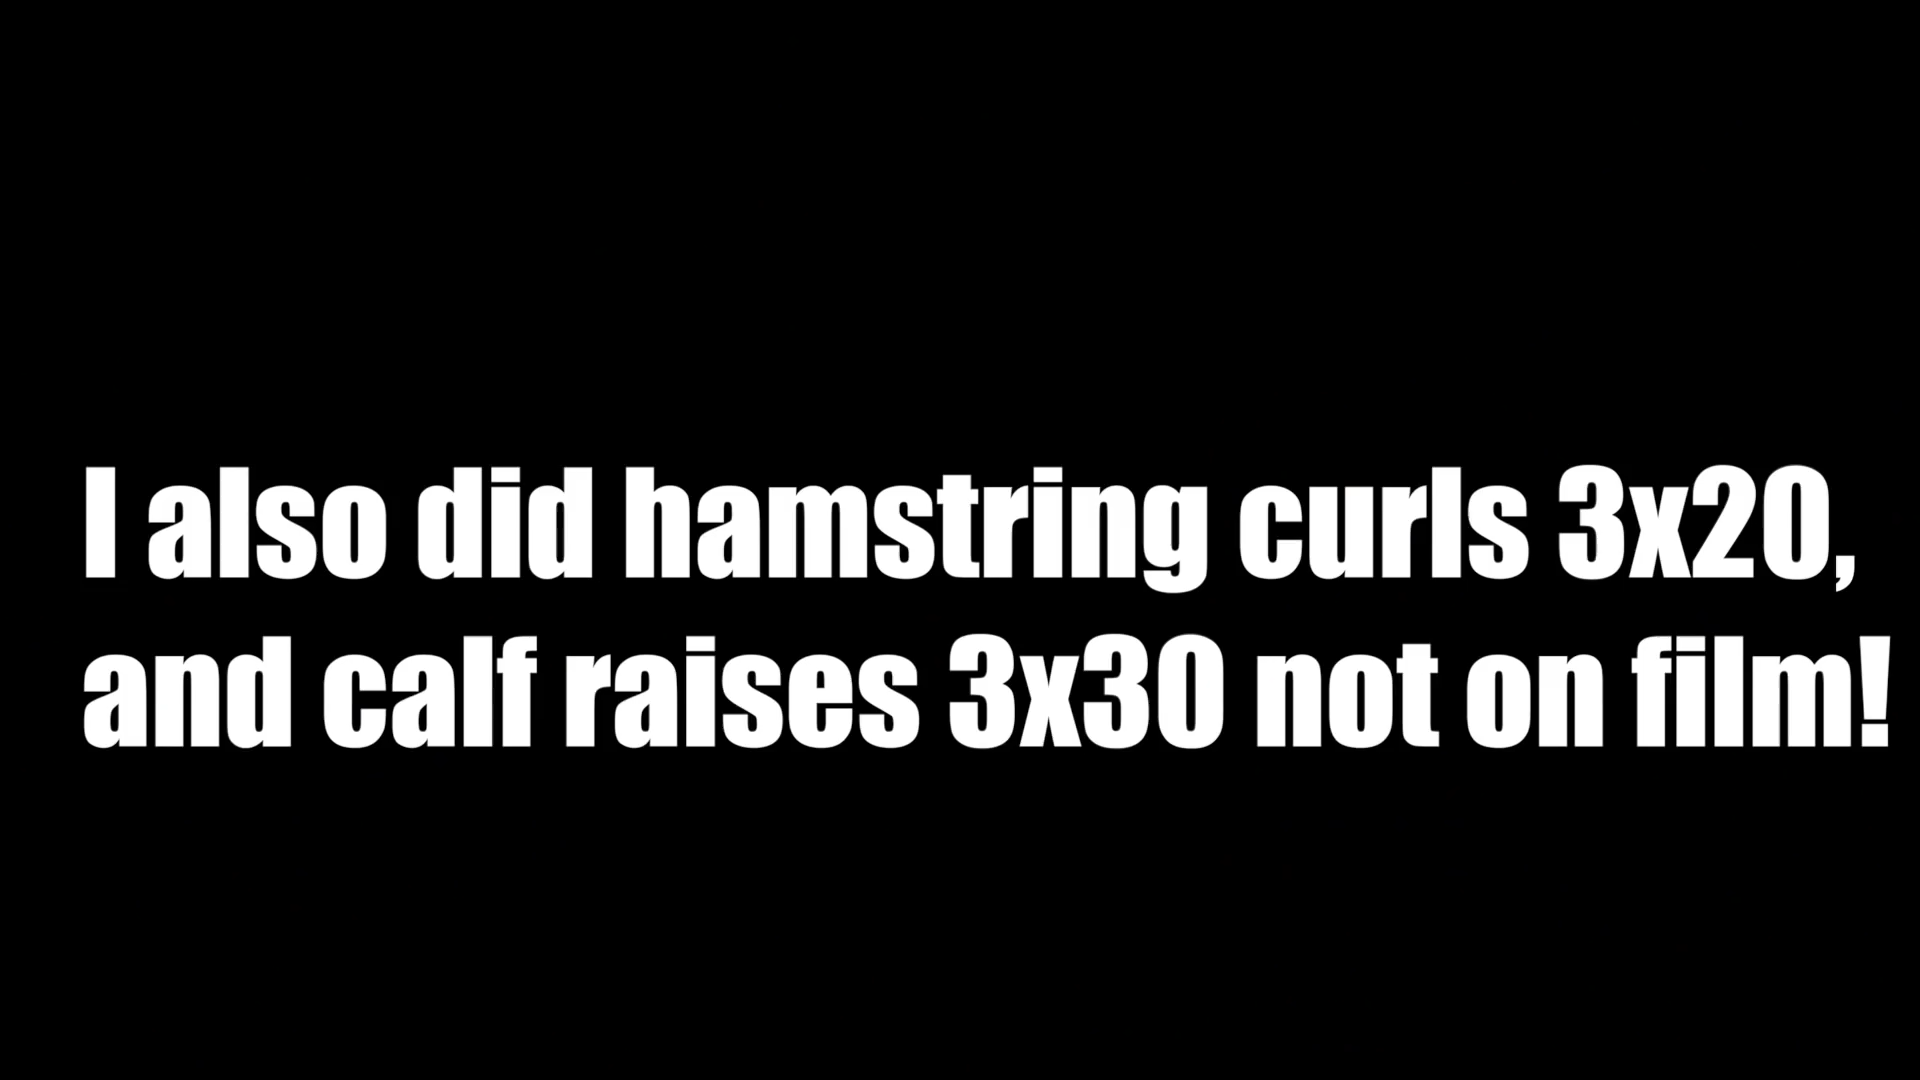 I also did hamstring curls 3x20,
and calf raises 3x30 not on film!